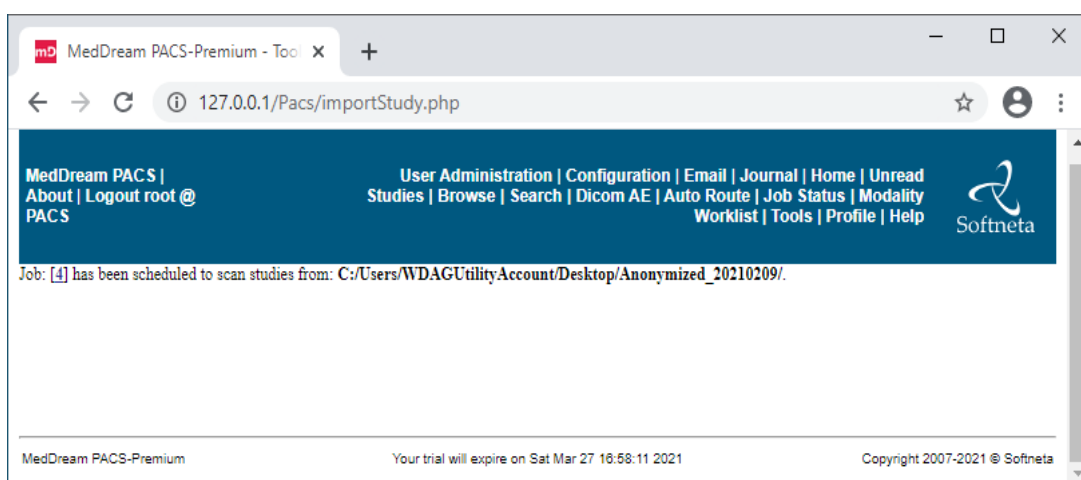 MedDream PACS-Premium - Tool
127.0.0.1/Pacs/importStudy.php
MedDream PACS |
About | Logout root @
PACS
User Administration | Configuration | Email | Journal | Home | Unread
Studies | Browse | Search | Dicom AE | Auto Route | Job Status | Modality
Worklist | Tools | Profile | Help
Softneta
Job: [4] has been scheduled to scan studies from: C:/Users/WDAGUtilityAccount/Desktop/Anonymized_20210209/.
MedDream PACS-Premium
Your trial will expire on Sat Mar 27 16:58:11 2021
Copyright 2007-2021 © Softneta